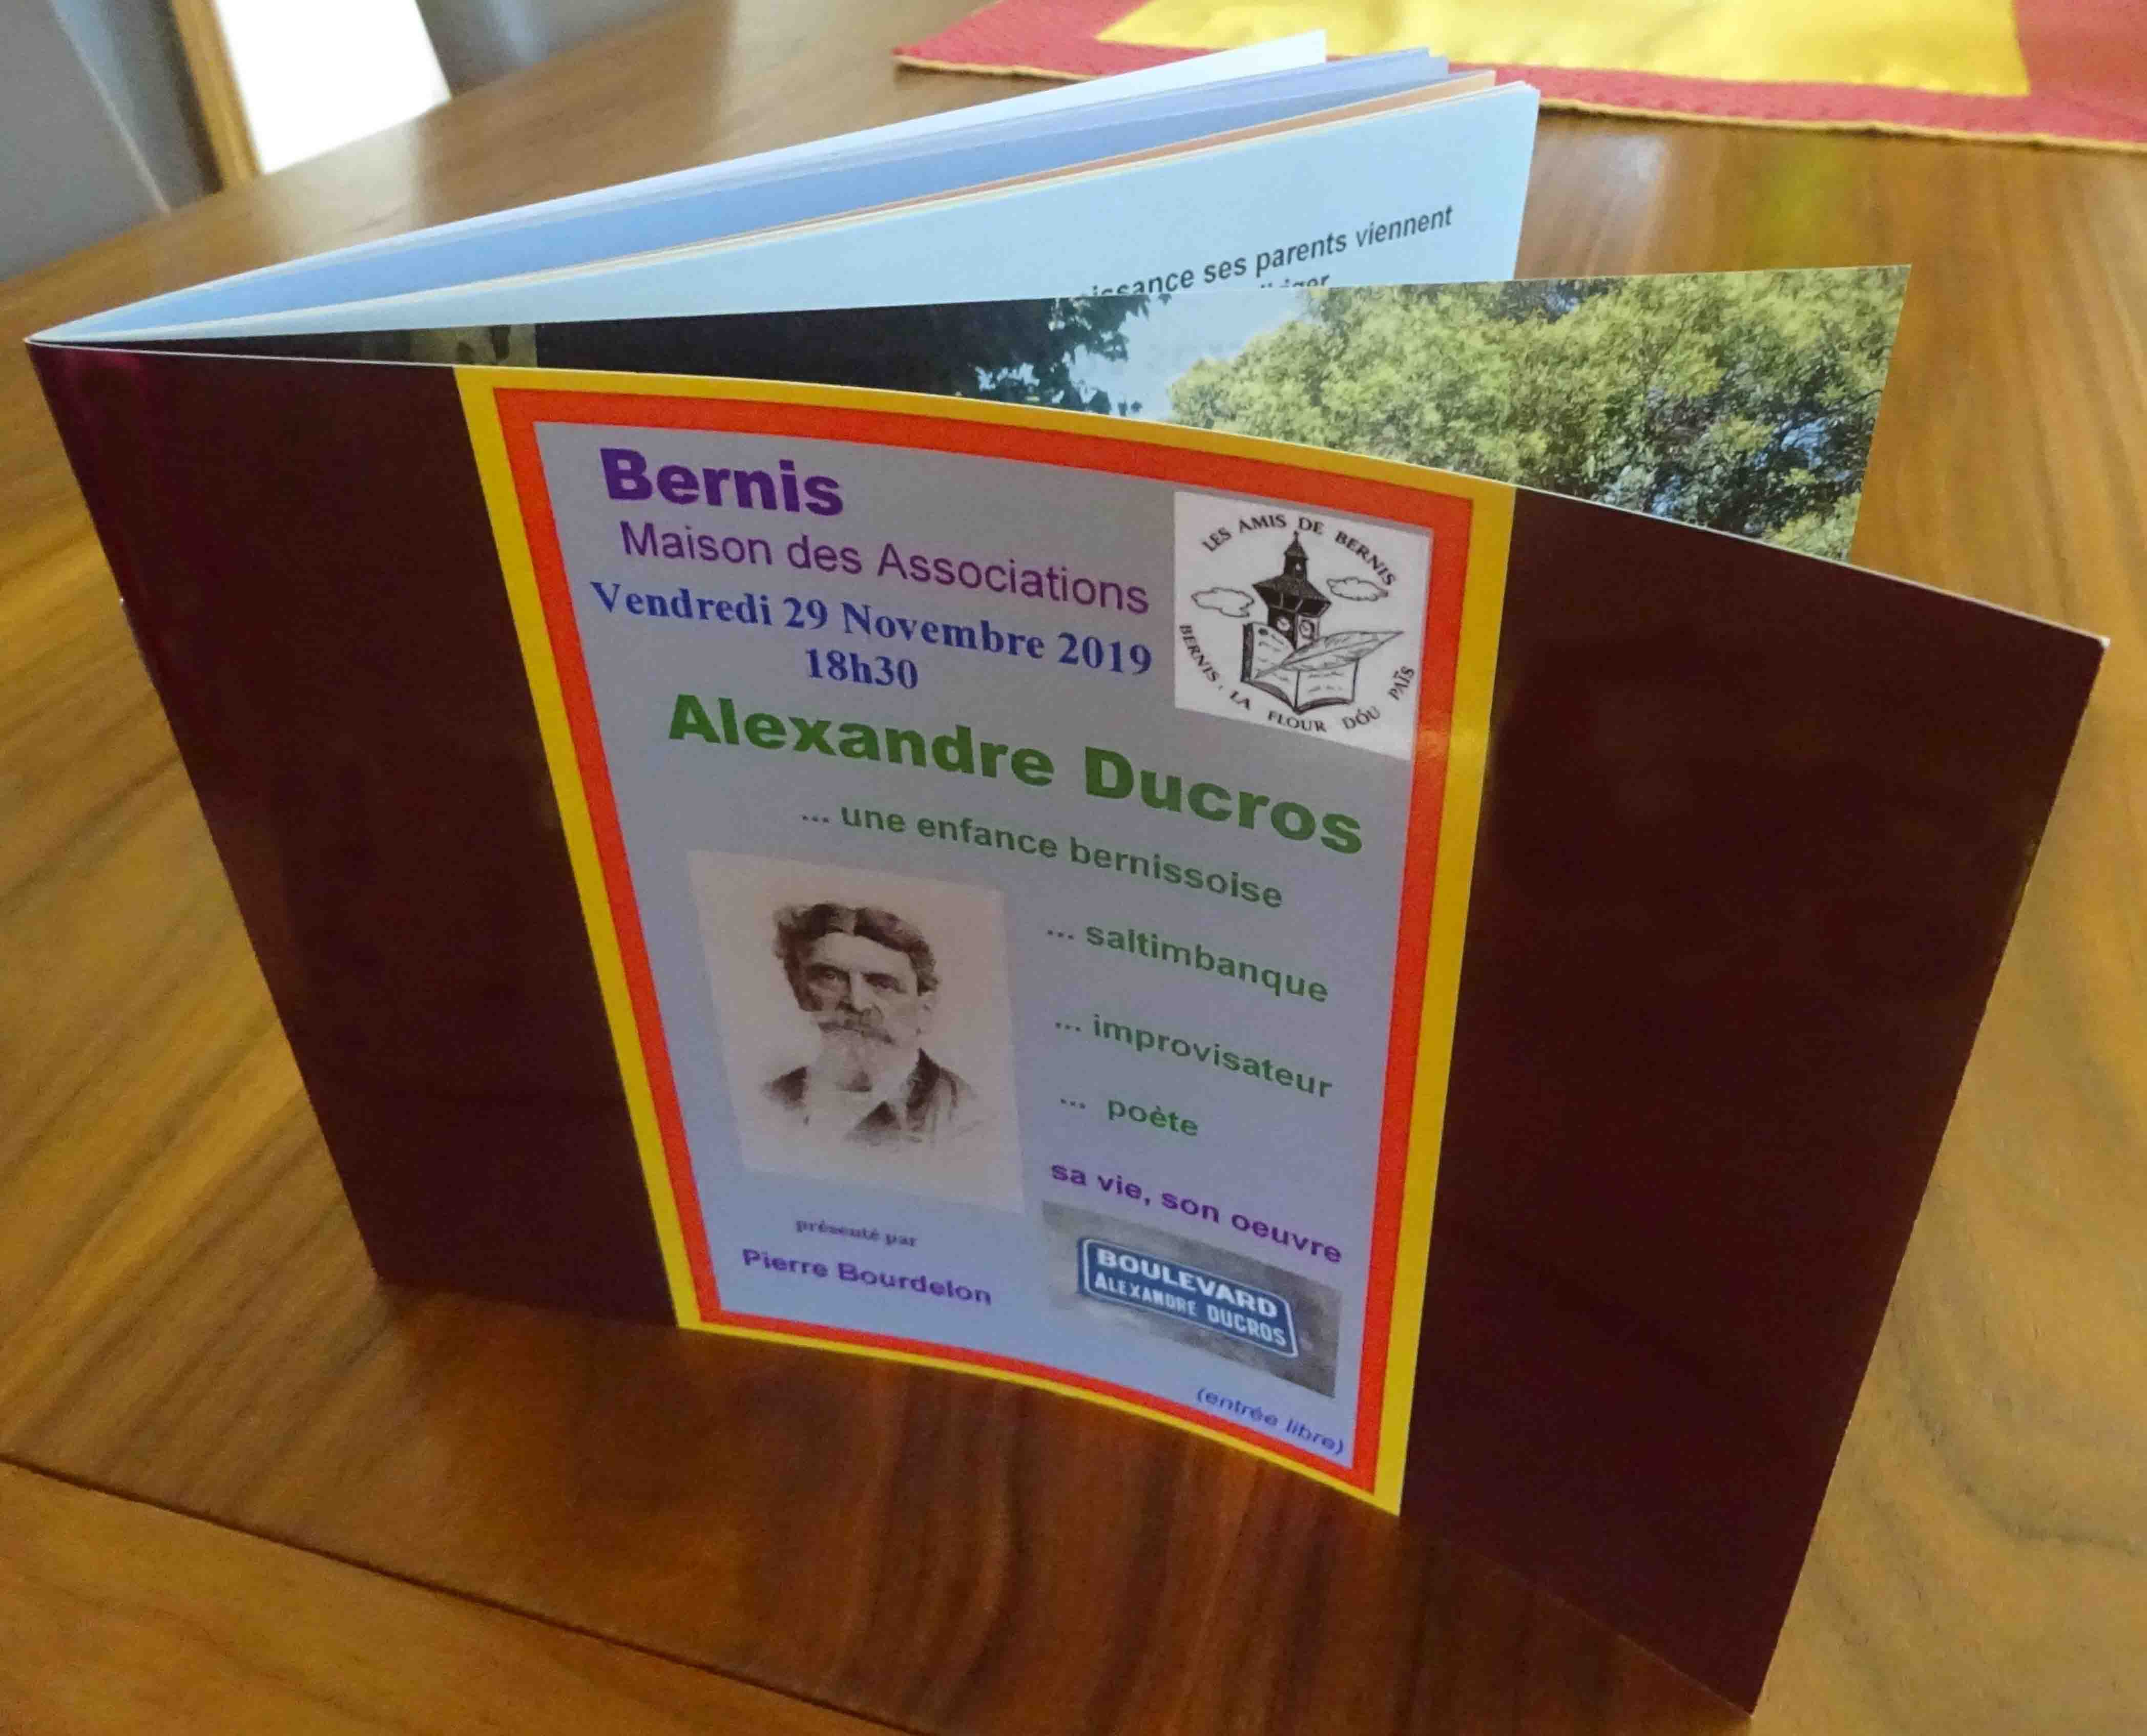 ses parents viennent
Bernis
Maison des Associations
Vendredi 29 Novembre 2019
18h30
LES AMIS DE BERNIS
BERNIS . LA FLOUR DÓU PAÏS
Alexandre Ducros
... une enfance bernissoise
... saltimbanque
... improvisateur
... poète
sa vie, son oeuvre
présenté par
Pierre Bourdelon
BOULEVARD
ALEXANDRE DUCROS
(entrée libre)